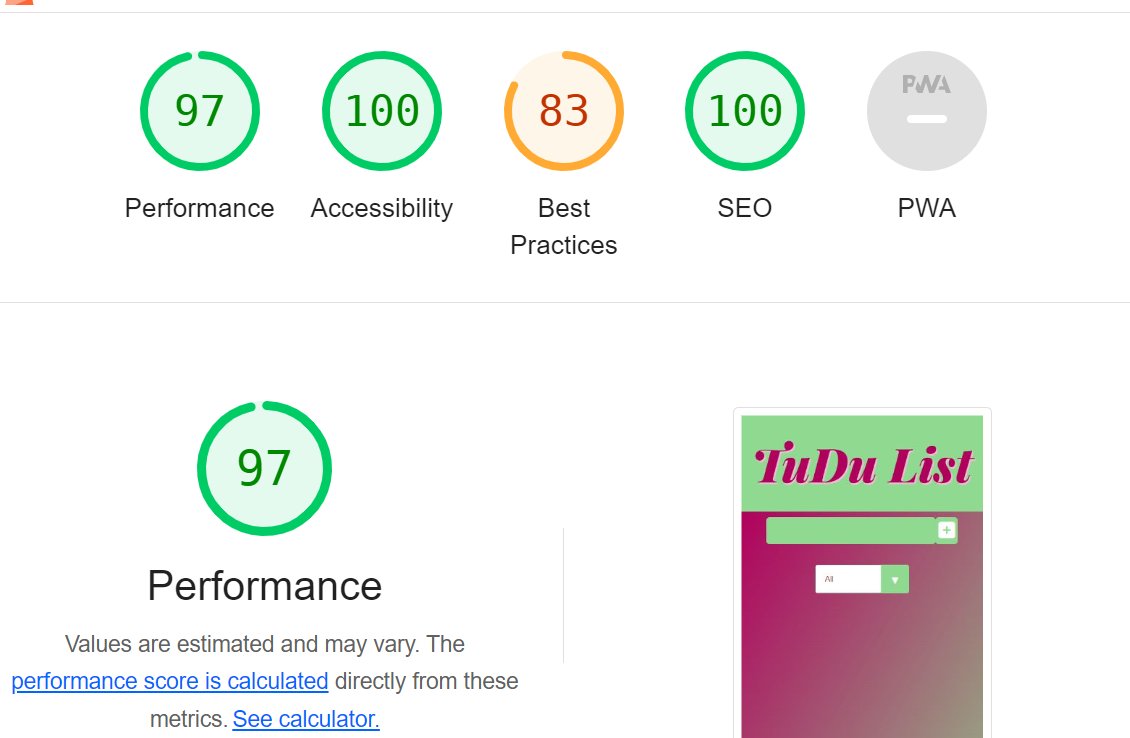 97
100
83
100
PWA
Performance
Accessibility
Best
Practices
SEO
PWA
97
Performance
Values are estimated and may vary. The
performance score is calculated directly from these
metrics. See calculator.
TuDu List
+
All